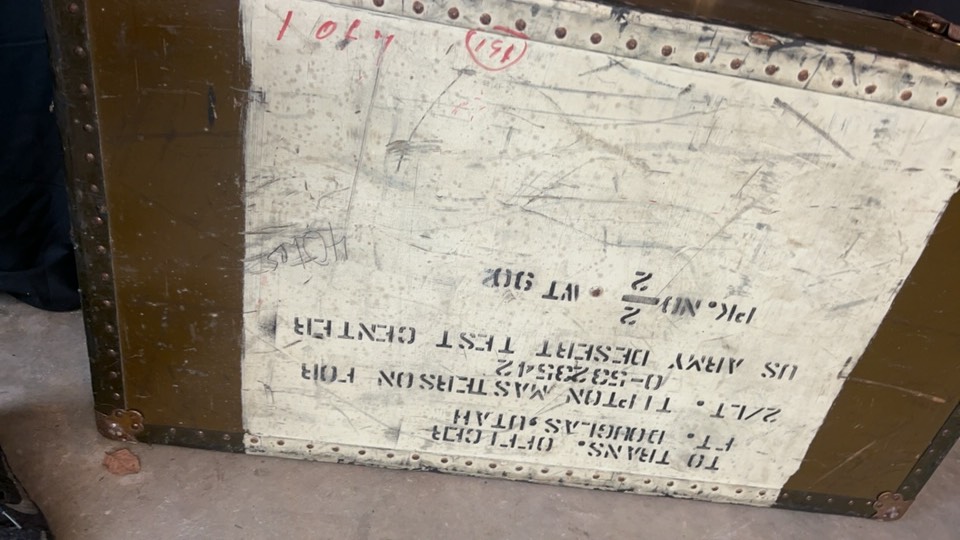 TO TRANS. OFFICER
FT. DOUGLAS, UTAH
2/LT. TIPTON MASTERSON FOR
O-5323542
US ARMY DESERT TEST CENTER
PK. NO 2/2 • WT 90
151